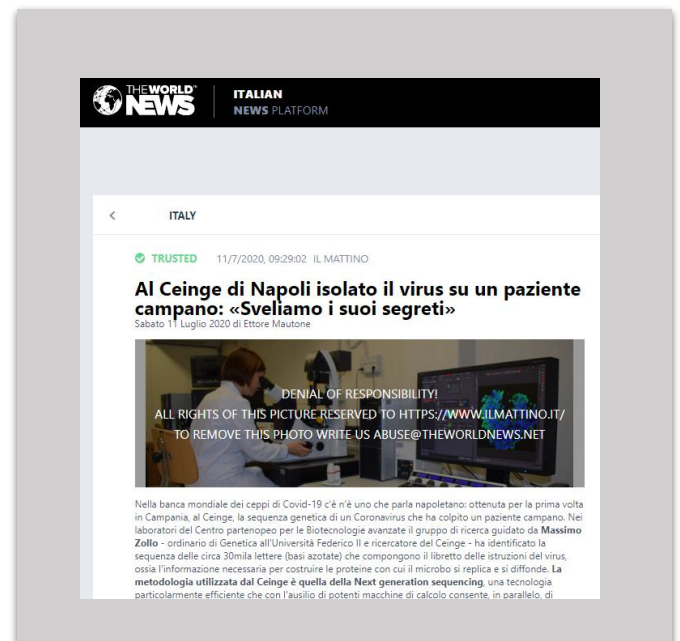 THE WORLD NEWS
ITALIAN
NEWS PLATFORM
< ITALY
TRUSTED 11/7/2020, 09:29:02 IL MATTINO
Al Ceinge di Napoli isolato il virus su un paziente
campano: «Sveliamo i suoi segreti»
Sabato 11 Luglio 2020 di Ettore Mautone
DENIAL OF RESPONSIBILITY!
ALL RIGHTS OF THIS PICTURE RESERVED TO HTTPS://WWW.ILMATTINO.IT/
TO REMOVE THIS PHOTO WRITE US ABUSE@THEWORLDNEWS.NET
Nella banca mondiale dei ceppi di Covid-19 c'è n'è uno che parla napoletano: ottenuta per la prima volta
in Campania, al Ceinge, la sequenza genetica di un Coronavirus che ha colpito un paziente campano. Nei
laboratori del Centro partenopeo per le Biotecnologie avanzate il gruppo di ricerca guidato da Massimo
Zollo - ordinario di Genetica all'Università Federico II e ricercatore del Ceinge - ha identificato la
sequenza delle circa 30mila lettere (basi azotate) che compongono il libretto delle istruzioni del virus,
ossia l'informazione necessaria per costruire le proteine con cui il microbo si replica e si diffonde. La
metodologia utilizzata dal Ceinge è quella della Next generation sequencing, una tecnologia
particolarmente efficiente che con l'ausilio di potenti macchine di calcolo consente, in parallelo, di